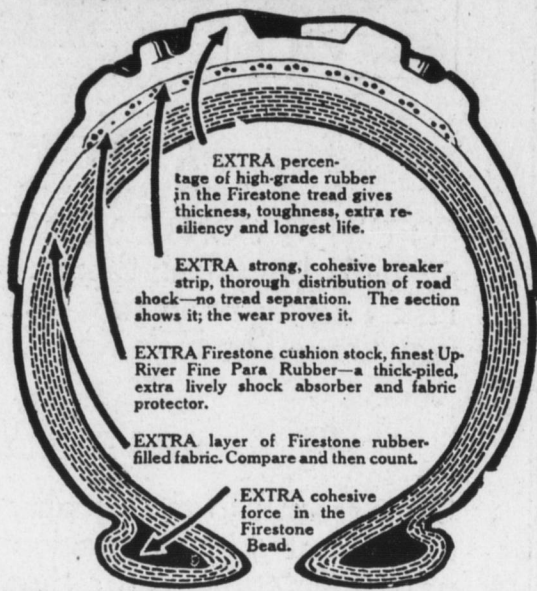 EXTRA percen-
tage of high-grade rubber
in the Firestone tread gives
thickness, toughness, extra re-
siliency and longest life.
EXTRA strong, cohesive breaker
strip, thorough distribution of road
shock—no tread separation. The section
shows it; the wear proves it.
EXTRA Firestone cushion stock, finest Up-
River Fine Para Rubber—a thick-piled,
extra lively shock absorber and fabric
protector.
EXTRA layer of Firestone rubber-
filled fabric. Compare and then count.
EXTRA cohesive
force in the
Firestone
Bead.